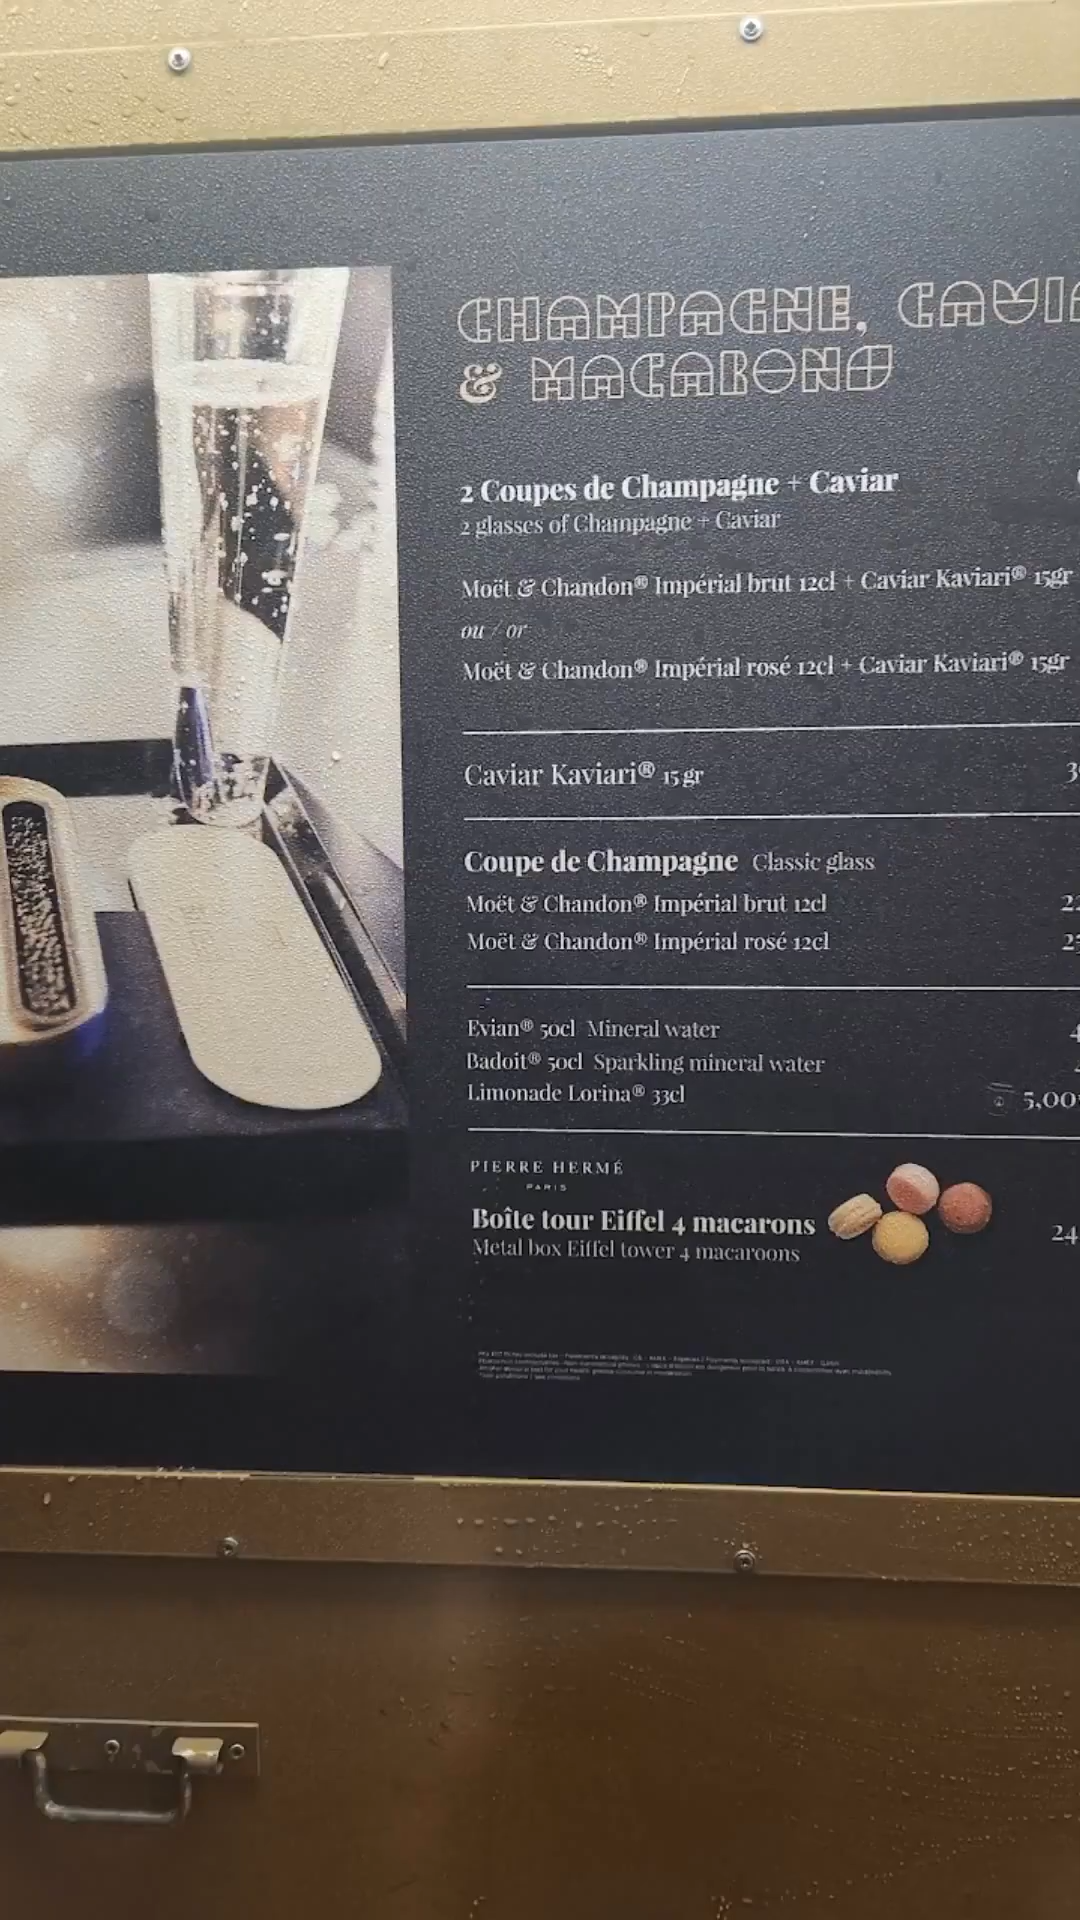 CHAMPAGNE, CAVIA
& MACARONS
2 Coupes de Champagne + Caviar
2 glasses of Champagne + Caviar
Moët & Chandon® Impérial brut 12cl + Caviar Kaviari® 15gr
ou / or
Moët & Chandon® Impérial rosé 12cl + Caviar Kaviari® 15gr
Caviar Kaviari® 15 gr
Coupe de Champagne Classic glass
Moët & Chandon® Impérial brut 12cl
Moët & Chandon® Impérial rosé 12cl
Evian® 50cl Mineral water
Badoit® 50cl Sparkling mineral water
Limonade Lorina® 33cl 5,00
PIERRE HERMÉ
PARIS
Boîte tour Eiffel 4 macarons 24
Metal box Eiffel tower 4 macaroons